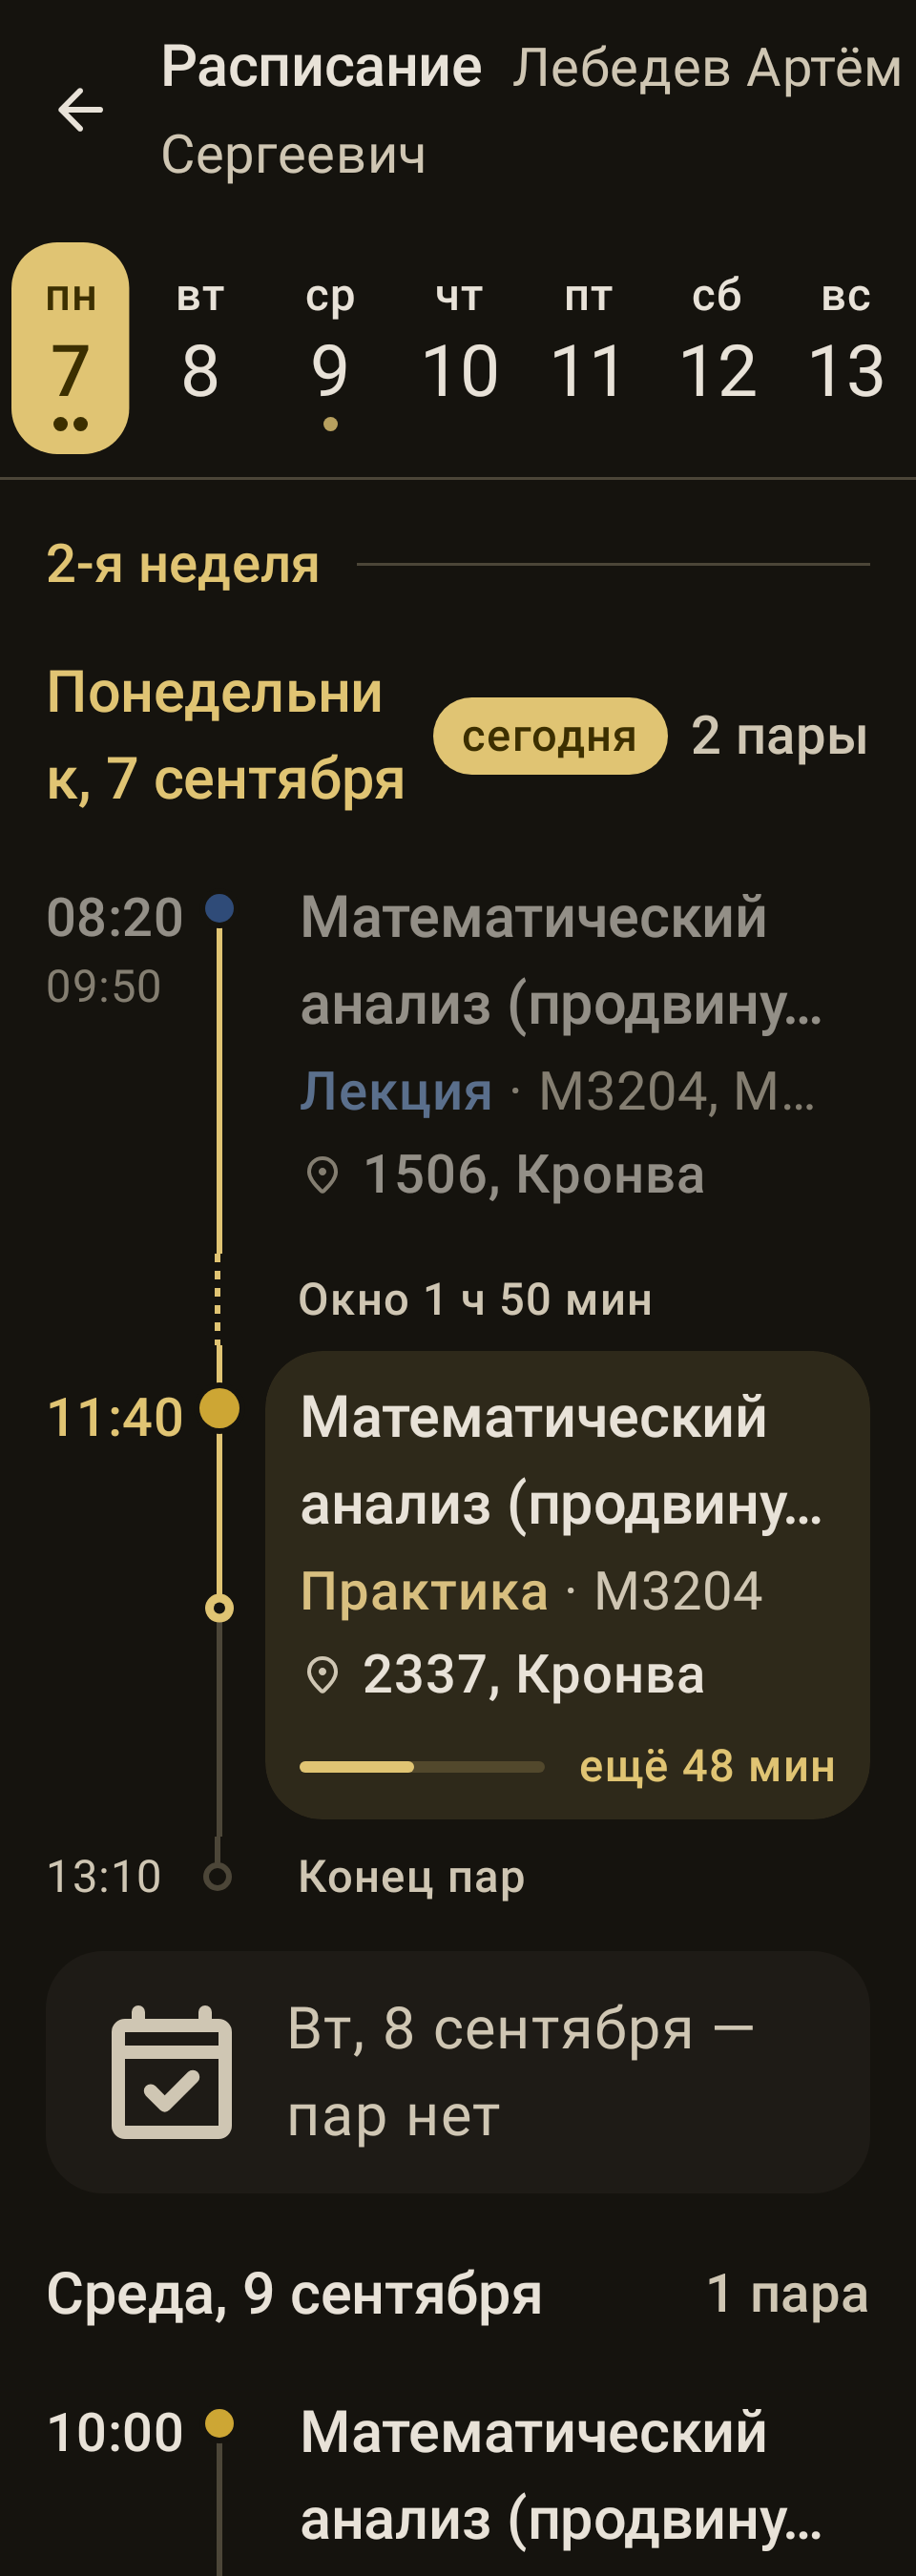 Расписание Лебедев Артём
Сергеевич
пн вт ср чт пт сб вс
7 8 9 10 11 12 13
2-я неделя
Понедельни
к, 7 сентября
сегодня
2 пары
08:20
09:50
Математический
анализ (продвину...
Лекция · M3204, M...
1506, Кронва
Окно 1 ч 50 мин
11:40
Математический
анализ (продвину...
Практика · M3204
2337, Кронва
ещё 48 мин
13:10 Конец пар
Вт, 8 сентября —
пар нет
Среда, 9 сентября 1 пара
10:00 Математический
анализ (продвину...